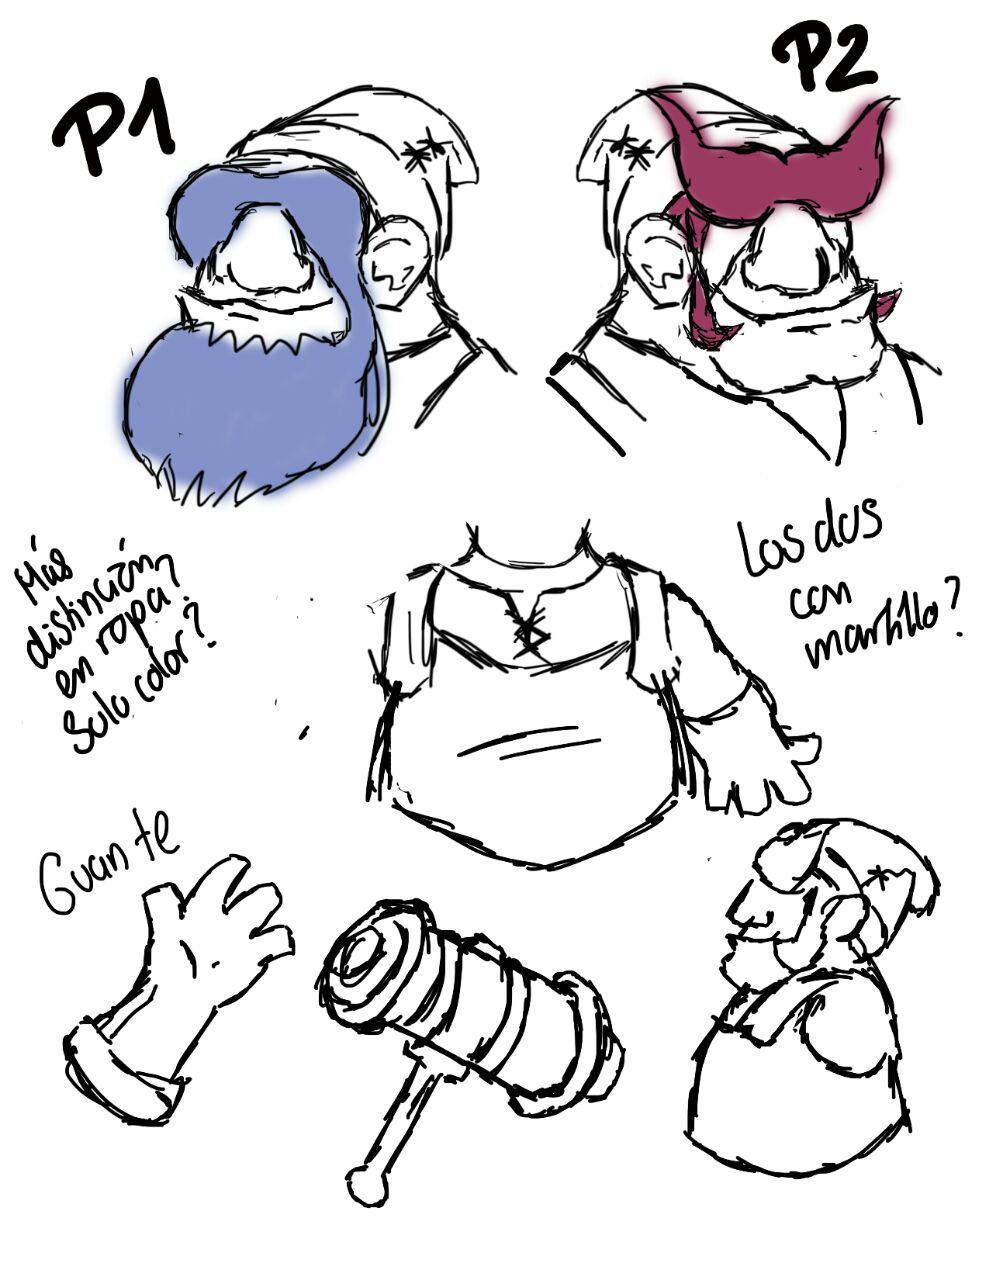 P1
P2
Más
distinción
en ropa,
Solo color?
Los dos
con
martillo?
Guante